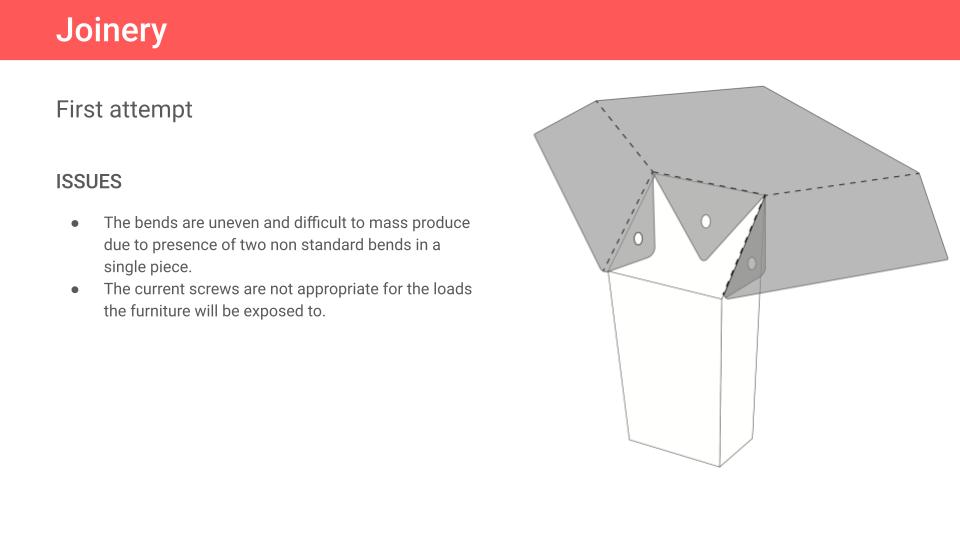 Joinery
First attempt
ISSUES
● The bends are uneven and difficult to mass produce
due to presence of two non standard bends in a
single piece.
● The current screws are not appropriate for the loads
the furniture will be exposed to.